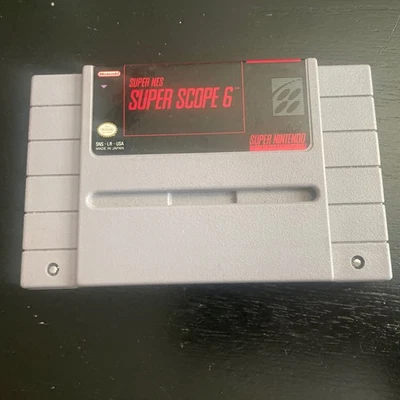 Nintendo
SUPER NES
SUPER SCOPE 6™
SNS - LR - USA
MADE IN JAPAN
SUPER NINTENDO